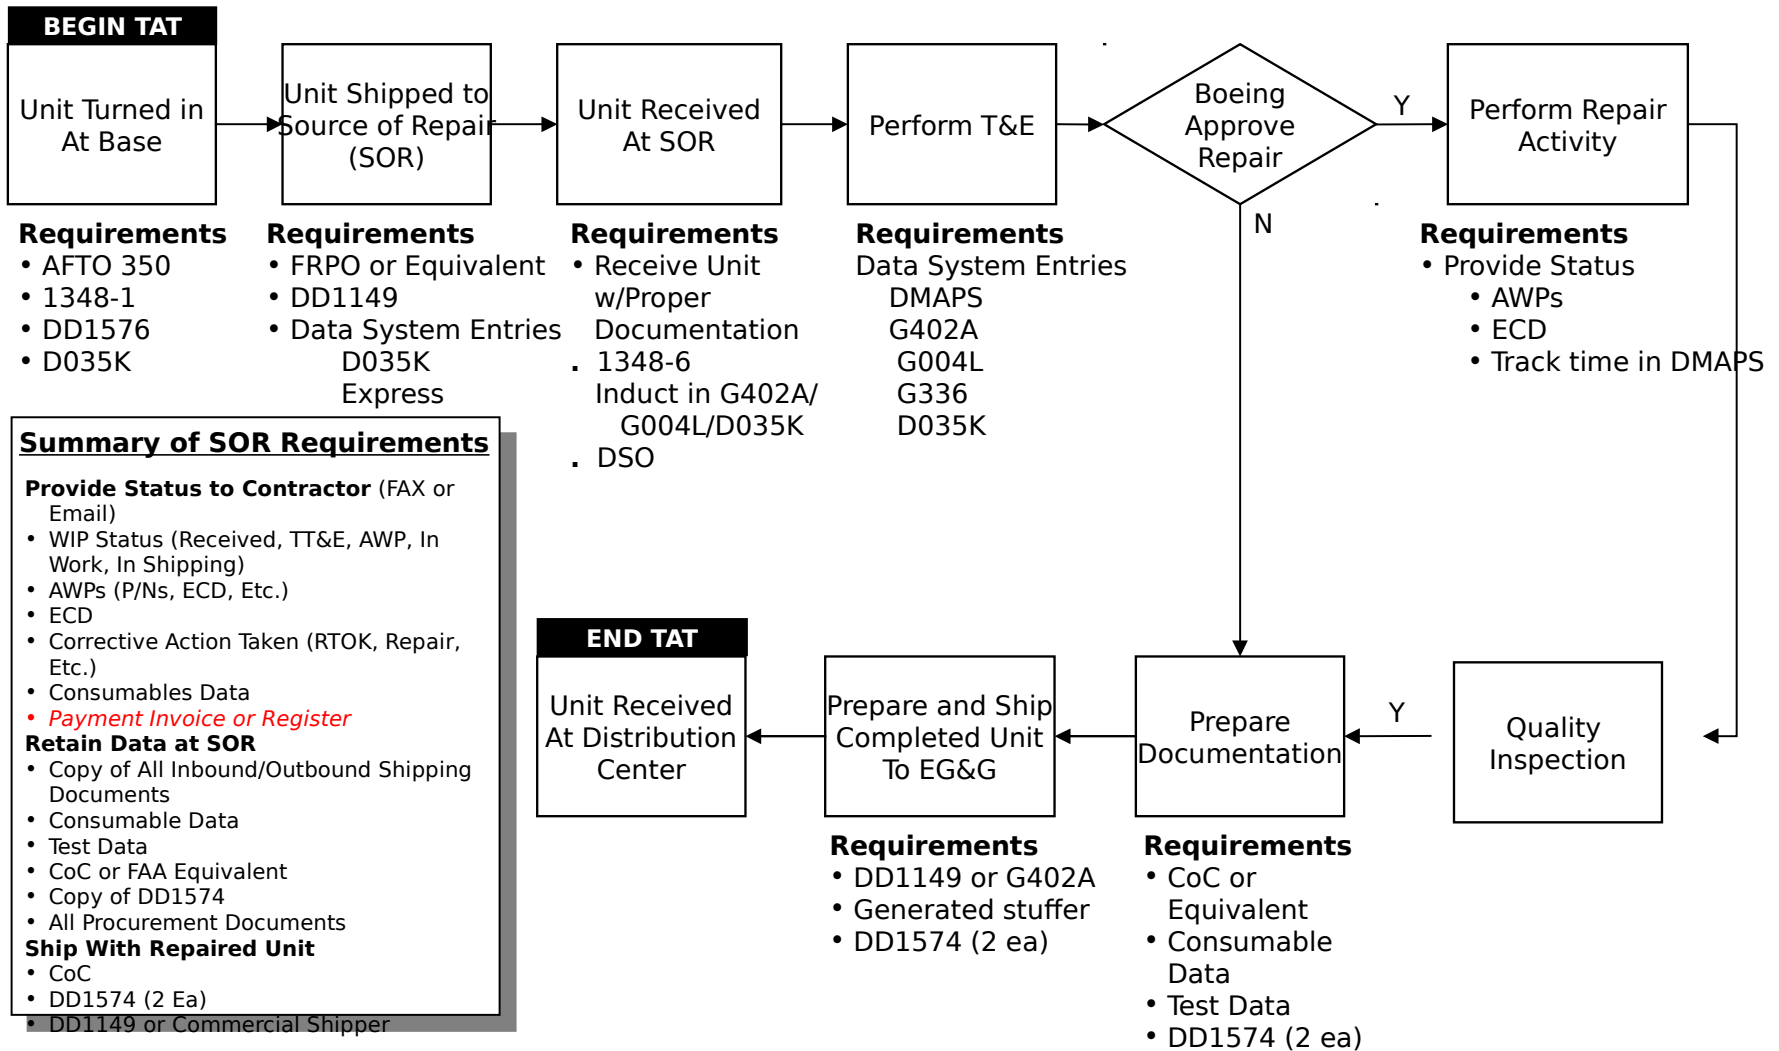 BEGIN TAT
Unit Turned in
At Base
Unit Shipped to
Source of Repair
(SOR)
Unit Received
At SOR
Perform T&E
Boeing
Approve
Repair
Y
N
Perform Repair
Activity
Requirements
• AFTO 350
• 1348-1
• DD1576
• D035K
Requirements
• FRPO or Equivalent
• DD1149
• Data System Entries
D035K
Express
Requirements
• Receive Unit
w/Proper
Documentation
. 1348-6
Induct in G402A/
G004L/D035K
. DSO
Requirements
Data System Entries
DMAPS
G402A
G004L
G336
D035K
Requirements
• Provide Status
• AWPs
• ECD
• Track time in DMAPS
Summary of SOR Requirements
Provide Status to Contractor (FAX or
Email)
• WIP Status (Received, TT&E, AWP, In
Work, In Shipping)
• AWPs (P/Ns, ECD, Etc.)
• ECD
• Corrective Action Taken (RTOK, Repair,
Etc.)
• Consumables Data
• Payment Invoice or Register
Retain Data at SOR
• Copy of All Inbound/Outbound Shipping
Documents
• Consumable Data
• Test Data
• CoC or FAA Equivalent
• Copy of DD1574
• All Procurement Documents
Ship With Repaired Unit
• CoC
• DD1574 (2 Ea)
• DD1149 or Commercial Shipper
END TAT
Unit Received
At Distribution
Center
Prepare and Ship
Completed Unit
To EG&G
Prepare
Documentation
Y
Quality
Inspection
Requirements
• DD1149 or G402A
• Generated stuffer
• DD1574 (2 ea)
Requirements
• CoC or
Equivalent
• Consumable
Data
• Test Data
• DD1574 (2 ea)